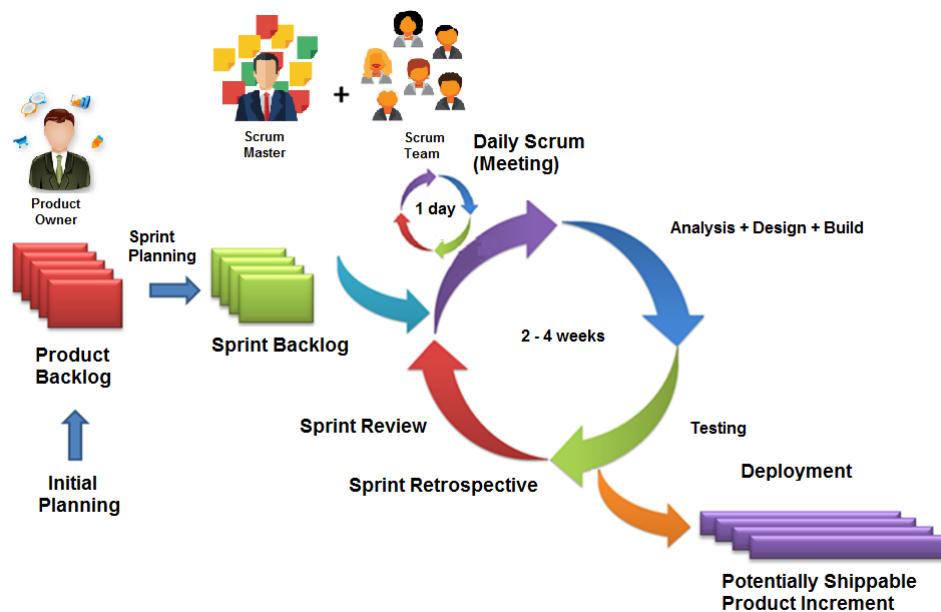 Scrum
Master
+
Scrum
Team
Daily Scrum
(Meeting)
Product
Owner
1 day
Sprint
Planning
Analysis + Design + Build
Product
Backlog
Sprint Backlog
2 - 4 weeks
Sprint Review
Testing
Initial
Planning
Sprint Retrospective
Deployment
Potentially Shippable
Product Increment